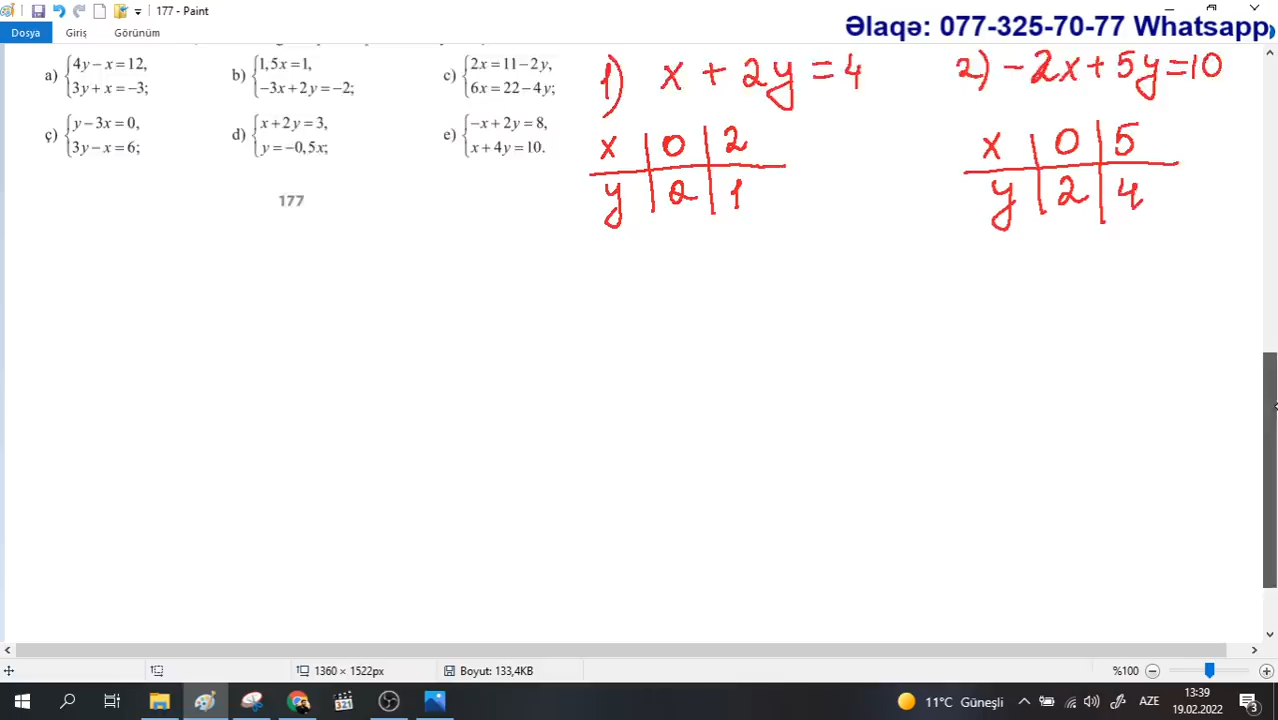 177 - Paint
Əlaqə: 077-325-70-77 Whatsapp
Dosya Giriş Görünüm
a) {4y − x = 12,
3y + x = −3;
b) {1,5x = 1,
−3x + 2y = −2;
c) {2x = 11 − 2y,
6x = 22 − 4y;
ç) {y − 3x = 0,
3y − x = 6;
d) {x + 2y = 3,
y = −0,5x;
e) {−x + 2y = 8,
x + 4y = 10.
177
1) x + 2y = 4
x | 0 | 2
y | 2 | 1
2) −2x + 5y = 10
x | 0 | 5
y | 2 | 4
1360 × 1522px
Boyut: 133,4KB
%100
11°C Güneşli
AZE
13:39
19.02.2022
3